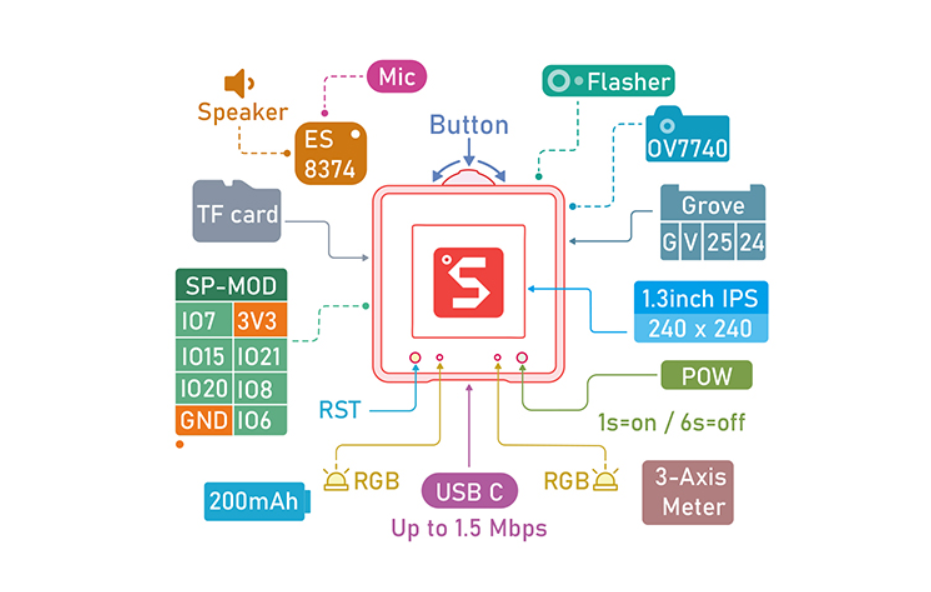 Mic
Flasher
Speaker
Button
ES
8374
OV7740
TF card
Grove
G V 25 24
SP-MOD
IO7 3V3
IO15 IO21
IO20 IO8
GND IO6
S
1.3inch IPS
240 x 240
POW
RST
1s=on / 6s=off
RGB
RGB
200mAh
USB C
Up to 1.5 Mbps
3-Axis
Meter